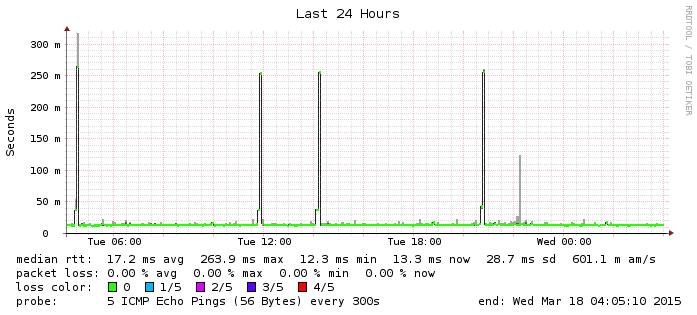 Last 24 Hours
RRDTOOL / TOBI OETIKER
Seconds
300 m
250 m
200 m
150 m
100 m
50 m
0
Tue 06:00 Tue 12:00 Tue 18:00 Wed 00:00
median rtt: 17.2 ms avg 263.9 ms max 12.3 ms min 13.3 ms now 28.7 ms sd 601.1 m am/s
packet loss: 0.00 % avg 0.00 % max 0.00 % min 0.00 % now
loss color: 0 1/5 2/5 3/5 4/5
probe: 5 ICMP Echo Pings (56 Bytes) every 300s end: Wed Mar 18 04:05:10 2015